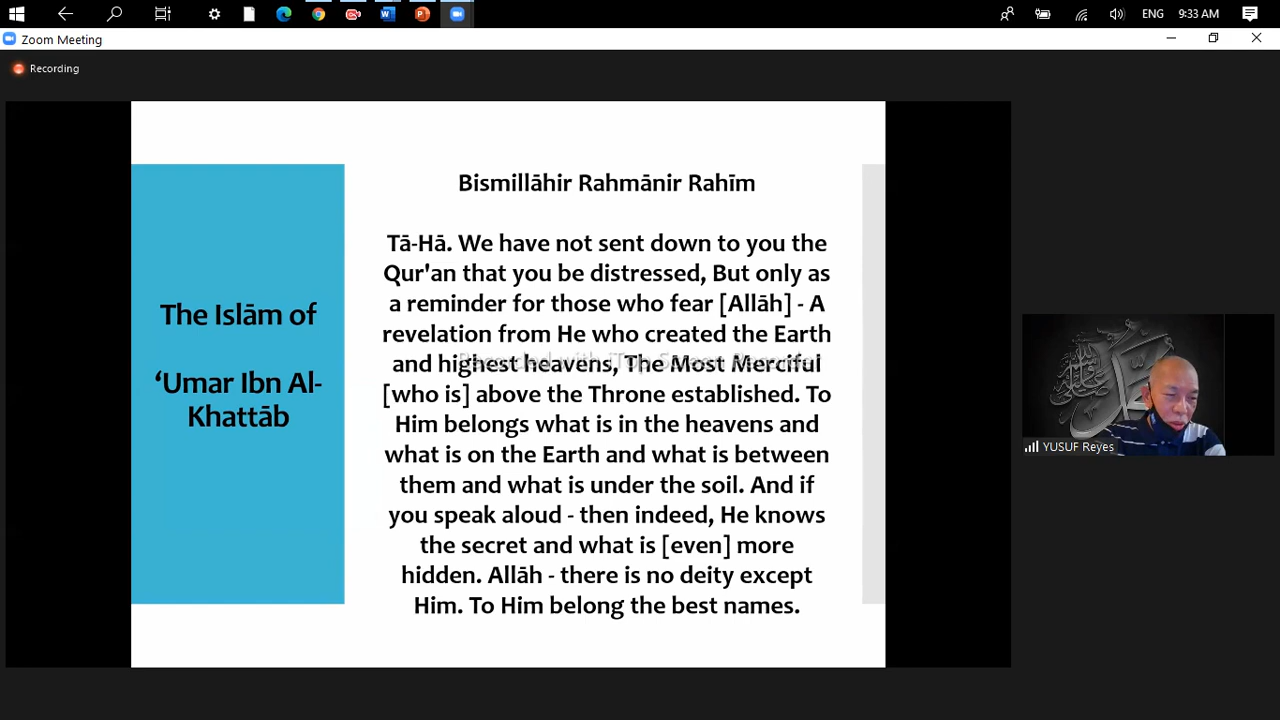 ENG
9:33 AM
Zoom Meeting
Recording
The Islām of
‘Umar Ibn Al-
Khattāb
Bismillāhir Rahmānir Rahīm
Tā-Hā. We have not sent down to you the
Qur'an that you be distressed, But only as
a reminder for those who fear [Allāh] - A
revelation from He who created the Earth
and highest heavens, The Most Merciful
[who is] above the Throne established. To
Him belongs what is in the heavens and
what is on the Earth and what is between
them and what is under the soil. And if
you speak aloud - then indeed, He knows
the secret and what is [even] more
hidden. Allāh - there is no deity except
Him. To Him belong the best names.
Recorded with iTop Screen Recorder
YUSUF Reyes